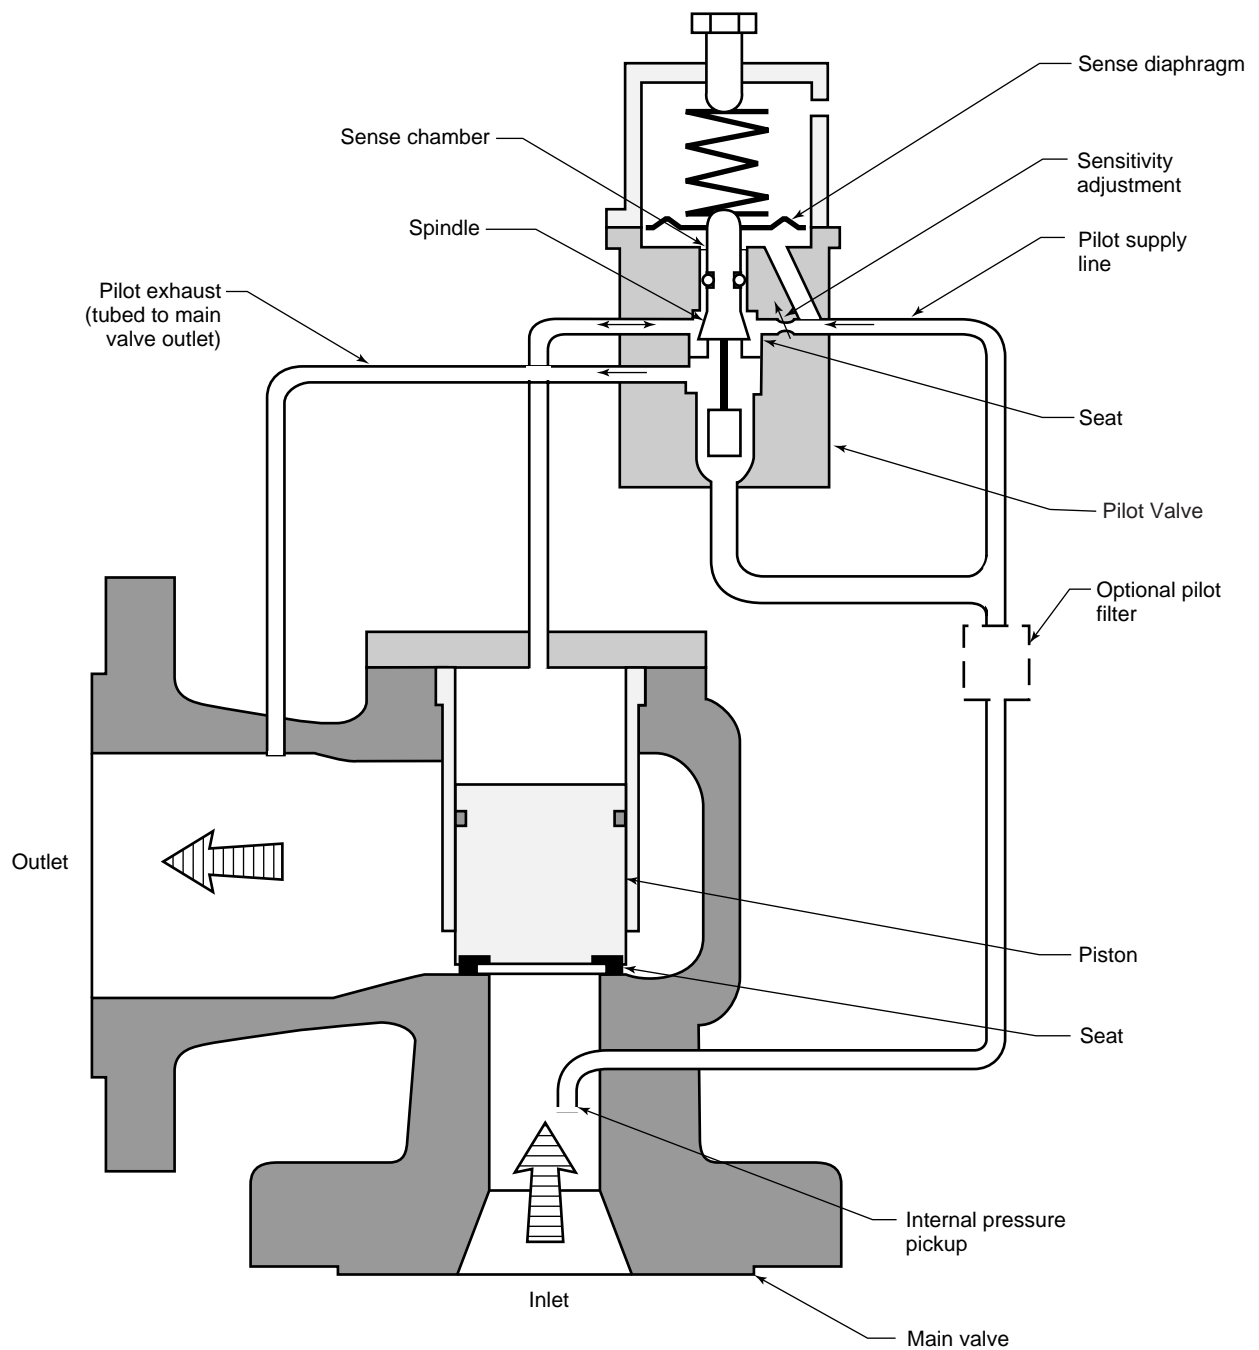 Sense diaphragm
Sense chamber
Sensitivity
adjustment
Spindle
Pilot supply
line
Pilot exhaust
(tubed to main
valve outlet)
Seat
Pilot Valve
Optional pilot
filter
Outlet
Piston
Seat
Internal pressure
pickup
Inlet
Main valve